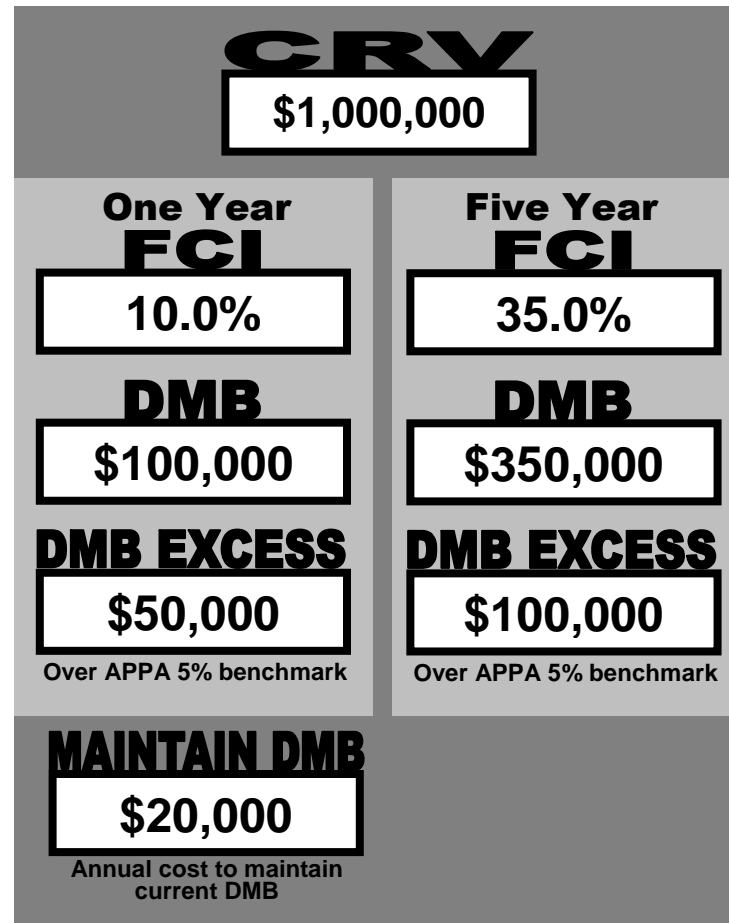 CRV
$1,000,000
One Year
FCI
10.0%
DMB
$100,000
DMB EXCESS
$50,000
Over APPA 5% benchmark
Five Year
FCI
35.0%
DMB
$350,000
DMB EXCESS
$100,000
Over APPA 5% benchmark
MAINTAIN DMB
$20,000
Annual cost to maintain
current DMB